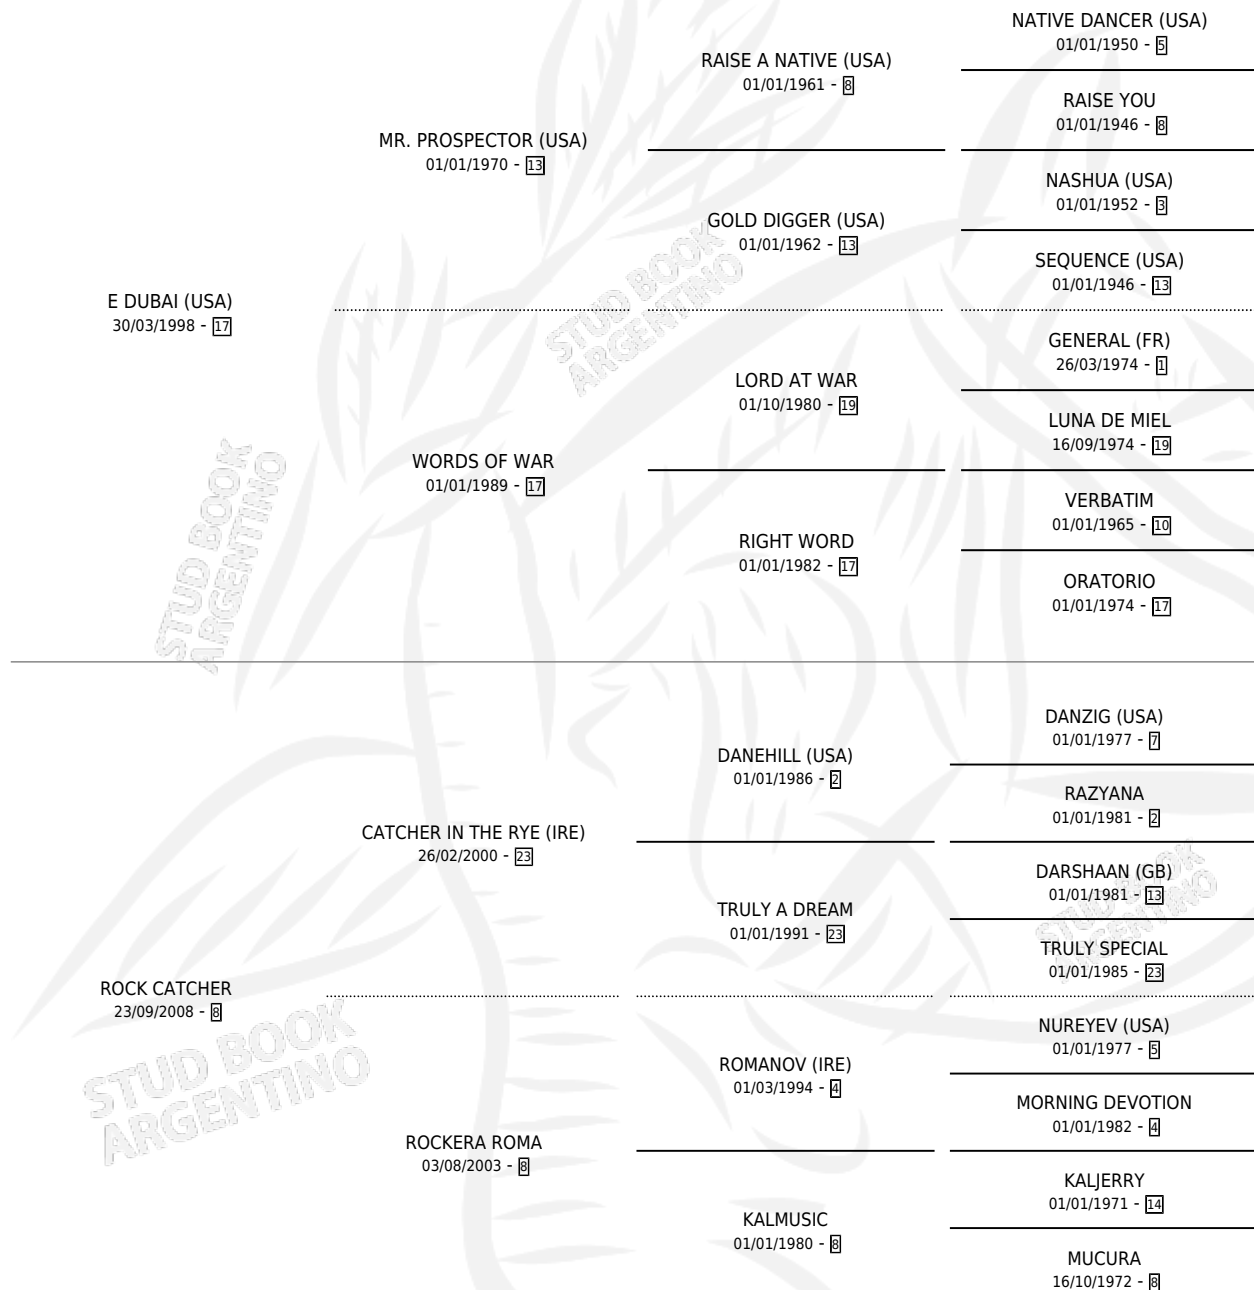 NATIVE DANCER (USA)
01/01/1950 - 5
RAISE A NATIVE (USA)
01/01/1961 - 8
RAISE YOU
01/01/1946 - 8
MR. PROSPECTOR (USA)
01/01/1970 - 13
NASHUA (USA)
01/01/1952 - 3
GOLD DIGGER (USA)
01/01/1962 - 13
SEQUENCE (USA)
01/01/1946 - 13
E DUBAI (USA)
30/03/1998 - 17
STUD BOOK
ARGENTINO
GENERAL (FR)
26/03/1974 - 1
LORD AT WAR
01/10/1980 - 19
LUNA DE MIEL
16/09/1974 - 19
WORDS OF WAR
01/01/1989 - 17
VERBATIM
01/01/1965 - 10
RIGHT WORD
01/01/1982 - 17
ORATORIO
01/01/1974 - 17
STUD BOOK
ARGENTINO
DANZIG (USA)
01/01/1977 - 7
DANEHILL (USA)
01/01/1986 - 2
RAZYANA
01/01/1981 - 2
CATCHER IN THE RYE (IRE)
26/02/2000 - 23
DARSHAAN (GB)
01/01/1981 - 13
TRULY A DREAM
01/01/1991 - 23
TRULY SPECIAL
01/01/1985 - 23
STUD BOOK
ARGENTINO
ROCK CATCHER
23/09/2008 - 8
NUREYEV (USA)
01/01/1977 - 5
ROMANOV (IRE)
01/03/1994 - 4
MORNING DEVOTION
01/01/1982 - 4
STUD BOOK
ARGENTINO
ROCKERA ROMA
03/08/2003 - 8
KALJERRY
01/01/1971 - 14
KALMUSIC
01/01/1980 - 8
MUCURA
16/10/1972 - 8